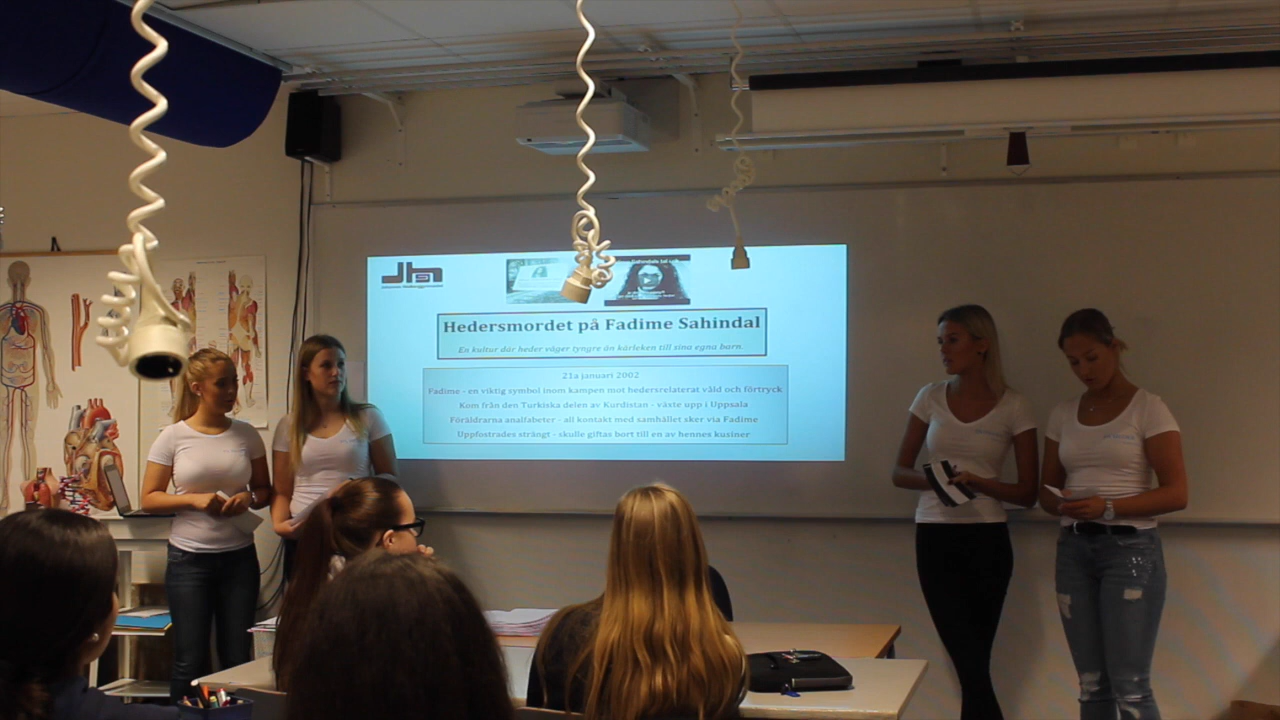 Hedersmordet på Fadime Sahindal
En kultur där heder väger tyngre än kärleken till sina egna barn.
21a januari 2002
Fadime - en viktig symbol inom kampen mot hedersrelaterat våld och förtryck
Kom från den Turkiska delen av Kurdistan - växte upp i Uppsala
Föräldrarna analfabeter - all kontakt med samhället sker via Fadime
Uppfostrades strängt - skulle giftas bort till en av hennes kusiner